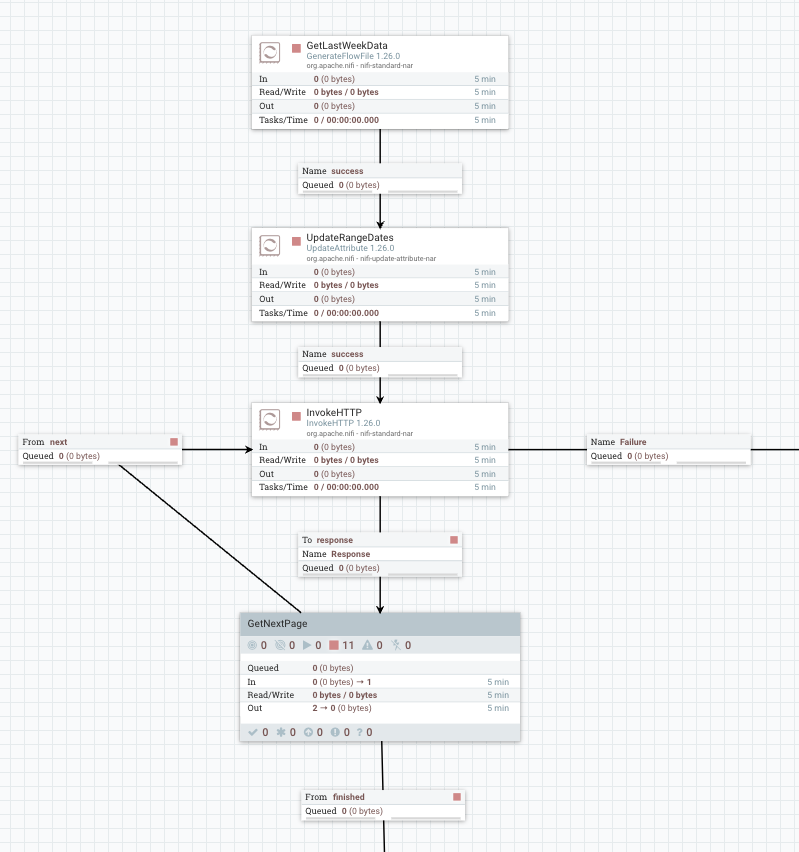 GetLastWeekData
GenerateFlowFile 1.26.0
org.apache.nifi - nifi-standard-nar
In 0 (0 bytes) 5 min
Read/Write 0 bytes / 0 bytes 5 min
Out 0 (0 bytes) 5 min
Tasks/Time 0 / 00:00:00.000 5 min
Name success
Queued 0 (0 bytes)
UpdateRangeDates
UpdateAttribute 1.26.0
org.apache.nifi - nifi-update-attribute-nar
In 0 (0 bytes) 5 min
Read/Write 0 bytes / 0 bytes 5 min
Out 0 (0 bytes) 5 min
Tasks/Time 0 / 00:00:00.000 5 min
Name success
Queued 0 (0 bytes)
InvokeHTTP
InvokeHTTP 1.26.0
org.apache.nifi - nifi-standard-nar
In 0 (0 bytes) 5 min
Read/Write 0 bytes / 0 bytes 5 min
Out 0 (0 bytes) 5 min
Tasks/Time 0 / 00:00:00.000 5 min
From next
Queued 0 (0 bytes)
Name Failure
Queued 0 (0 bytes)
To response
Name Response
Queued 0 (0 bytes)
GetNextPage
0 0 0 11 0 0
Queued 0 (0 bytes)
In 0 (0 bytes) → 1 5 min
Read/Write 0 bytes / 0 bytes 5 min
Out 2 → 0 (0 bytes) 5 min
0 0 0 0 ? 0
From finished
Queued 0 (0 bytes)